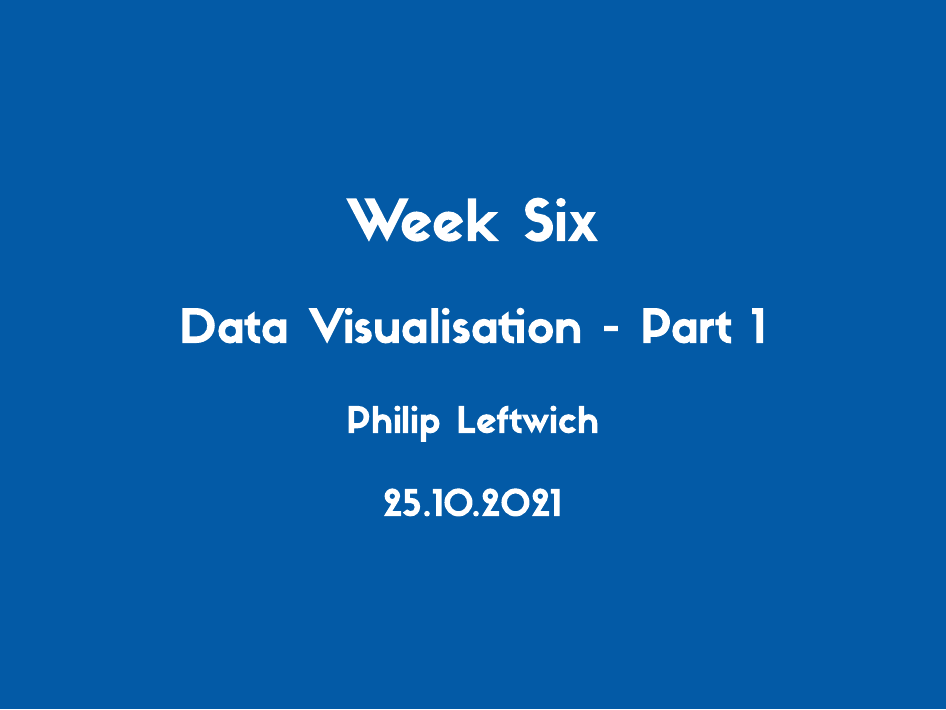 Week Six
Data Visualisation - Part 1
Philip Leftwich
25.10.2021